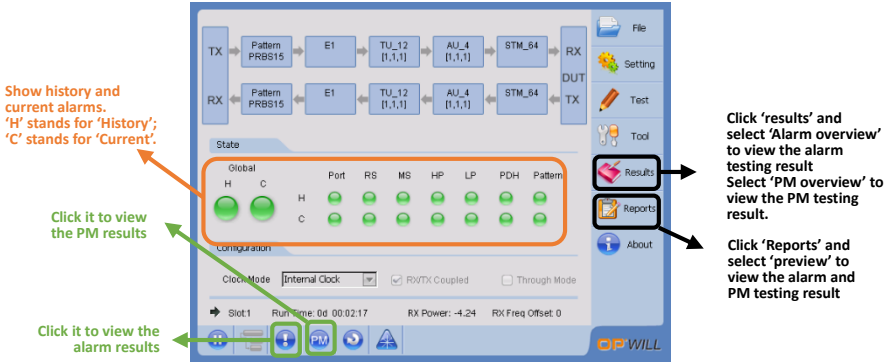 TX
Pattern
PRBS15
E1
TU_12
[1,1,1]
AU_4
[1,1,1]
STM_64
RX
DUT
RX
Pattern
PRBS15
E1
TU_12
[1,1,1]
AU_4
[1,1,1]
STM_64
TX
File
Setting
Test
Tool
Results
Reports
About
Show history and
current alarms.
‘H’ stands for ‘History’;
‘C’ stands for ‘Current’.
State
Global
H C
Port RS MS HP LP PDH Pattern
H
C
Click it to view
the PM results
Configuration
Clock Mode Internal Clock RX/TX Coupled Through Mode
Slot:1 Run Time: 0d 00:02:17 RX Power: -4.24 RX Freq Offset: 0
Click it to view the
alarm results
PM
OPWILL
Click ‘results’ and
select ‘Alarm overview’
to view the alarm
testing result
Select ‘PM overview’ to
view the PM testing
result.
Click ‘Reports’ and
select ‘preview’ to
view the alarm and
PM testing result